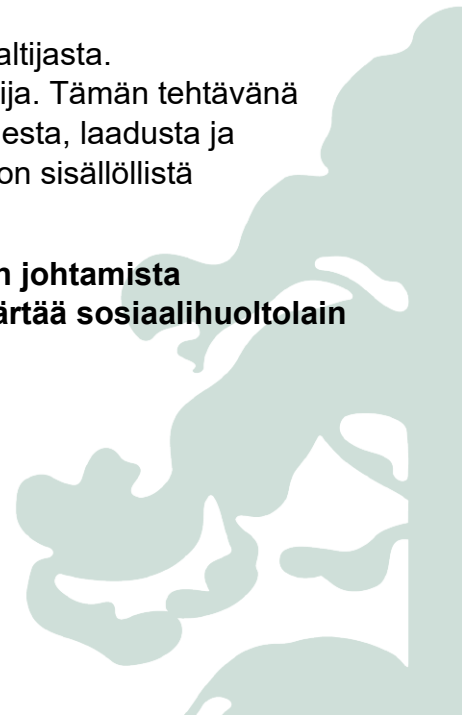 altijasta.
ija. Tämän tehtävänä
esta, laadusta ja
on sisällöllistä
n johtamista
ärtää sosiaalihuoltolain